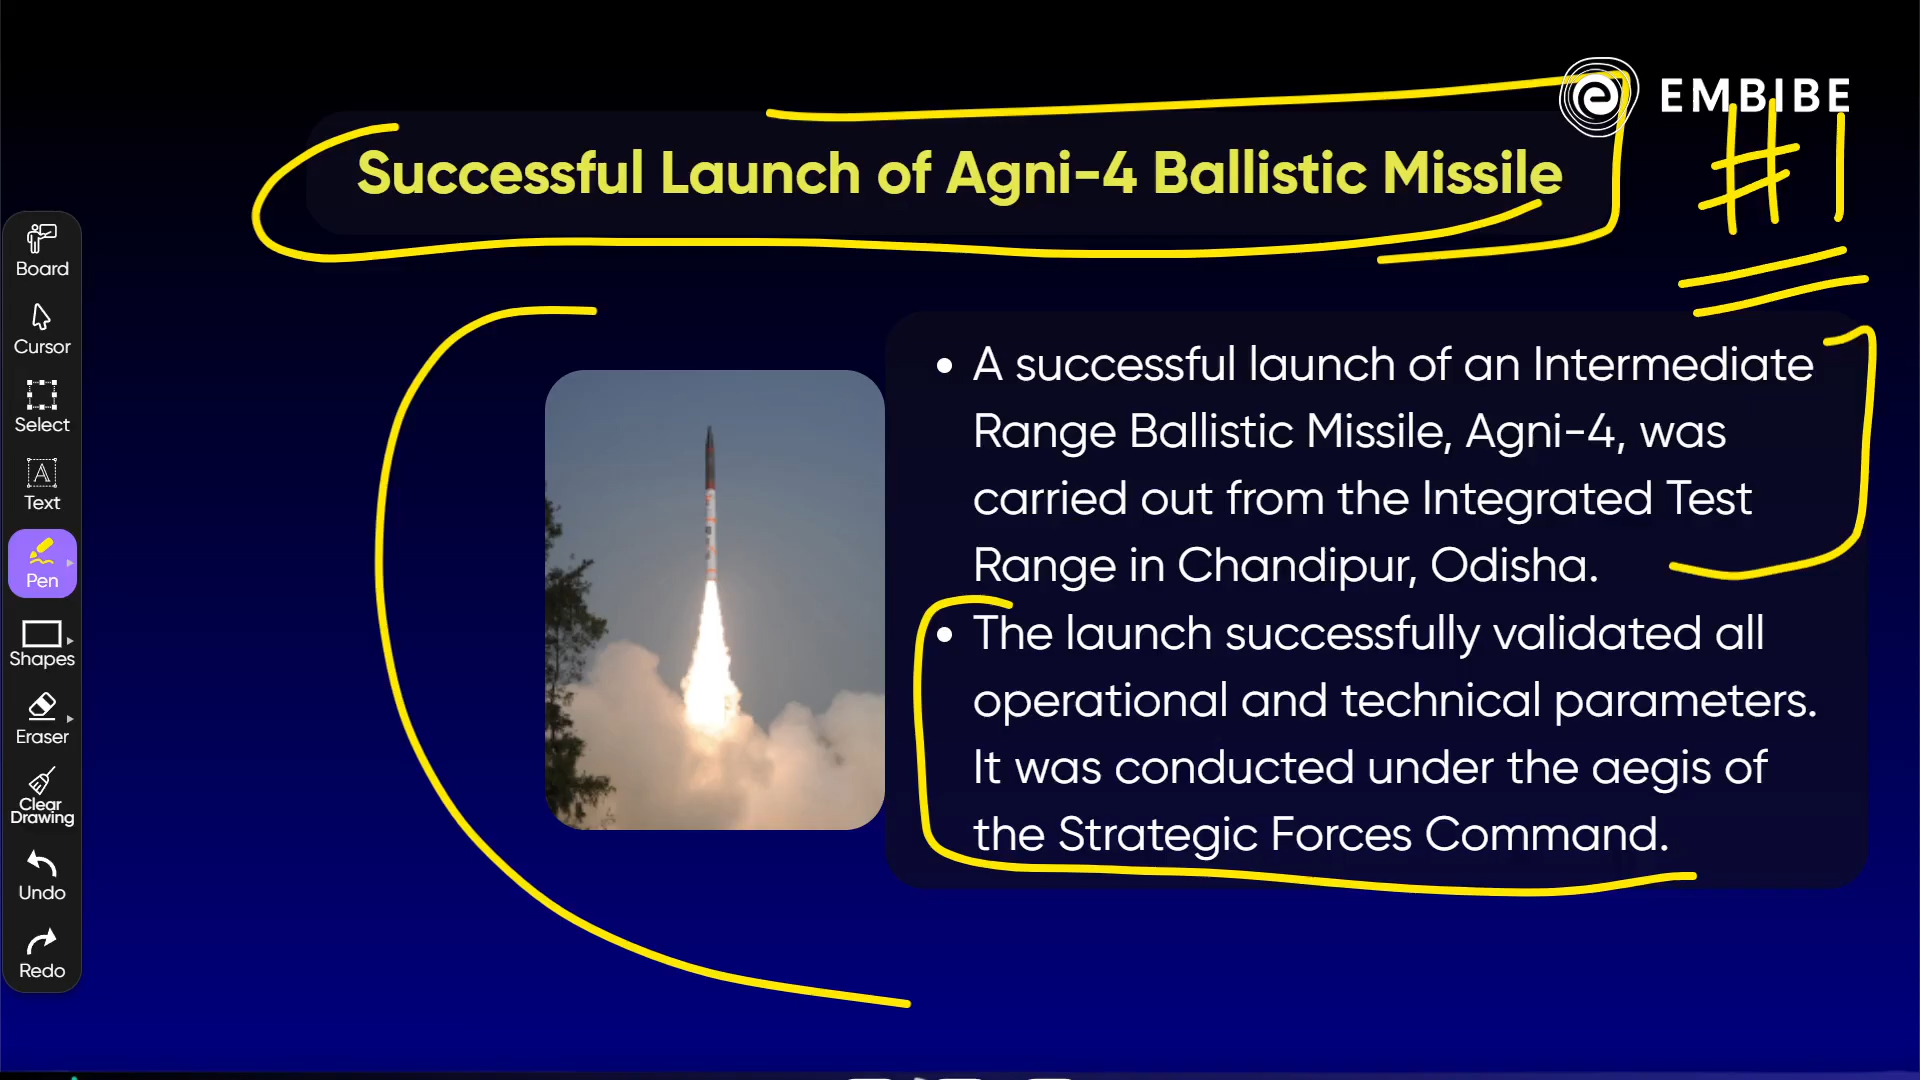 EMBIBE
#1
Successful Launch of Agni-4 Ballistic Missile
Board
Cursor
Select
A
Text
Pen
Shapes
Eraser
Clear
Drawing
Undo
Redo
• A successful launch of an Intermediate
Range Ballistic Missile, Agni-4, was
carried out from the Integrated Test
Range in Chandipur, Odisha.
• The launch successfully validated all
operational and technical parameters.
It was conducted under the aegis of
the Strategic Forces Command.